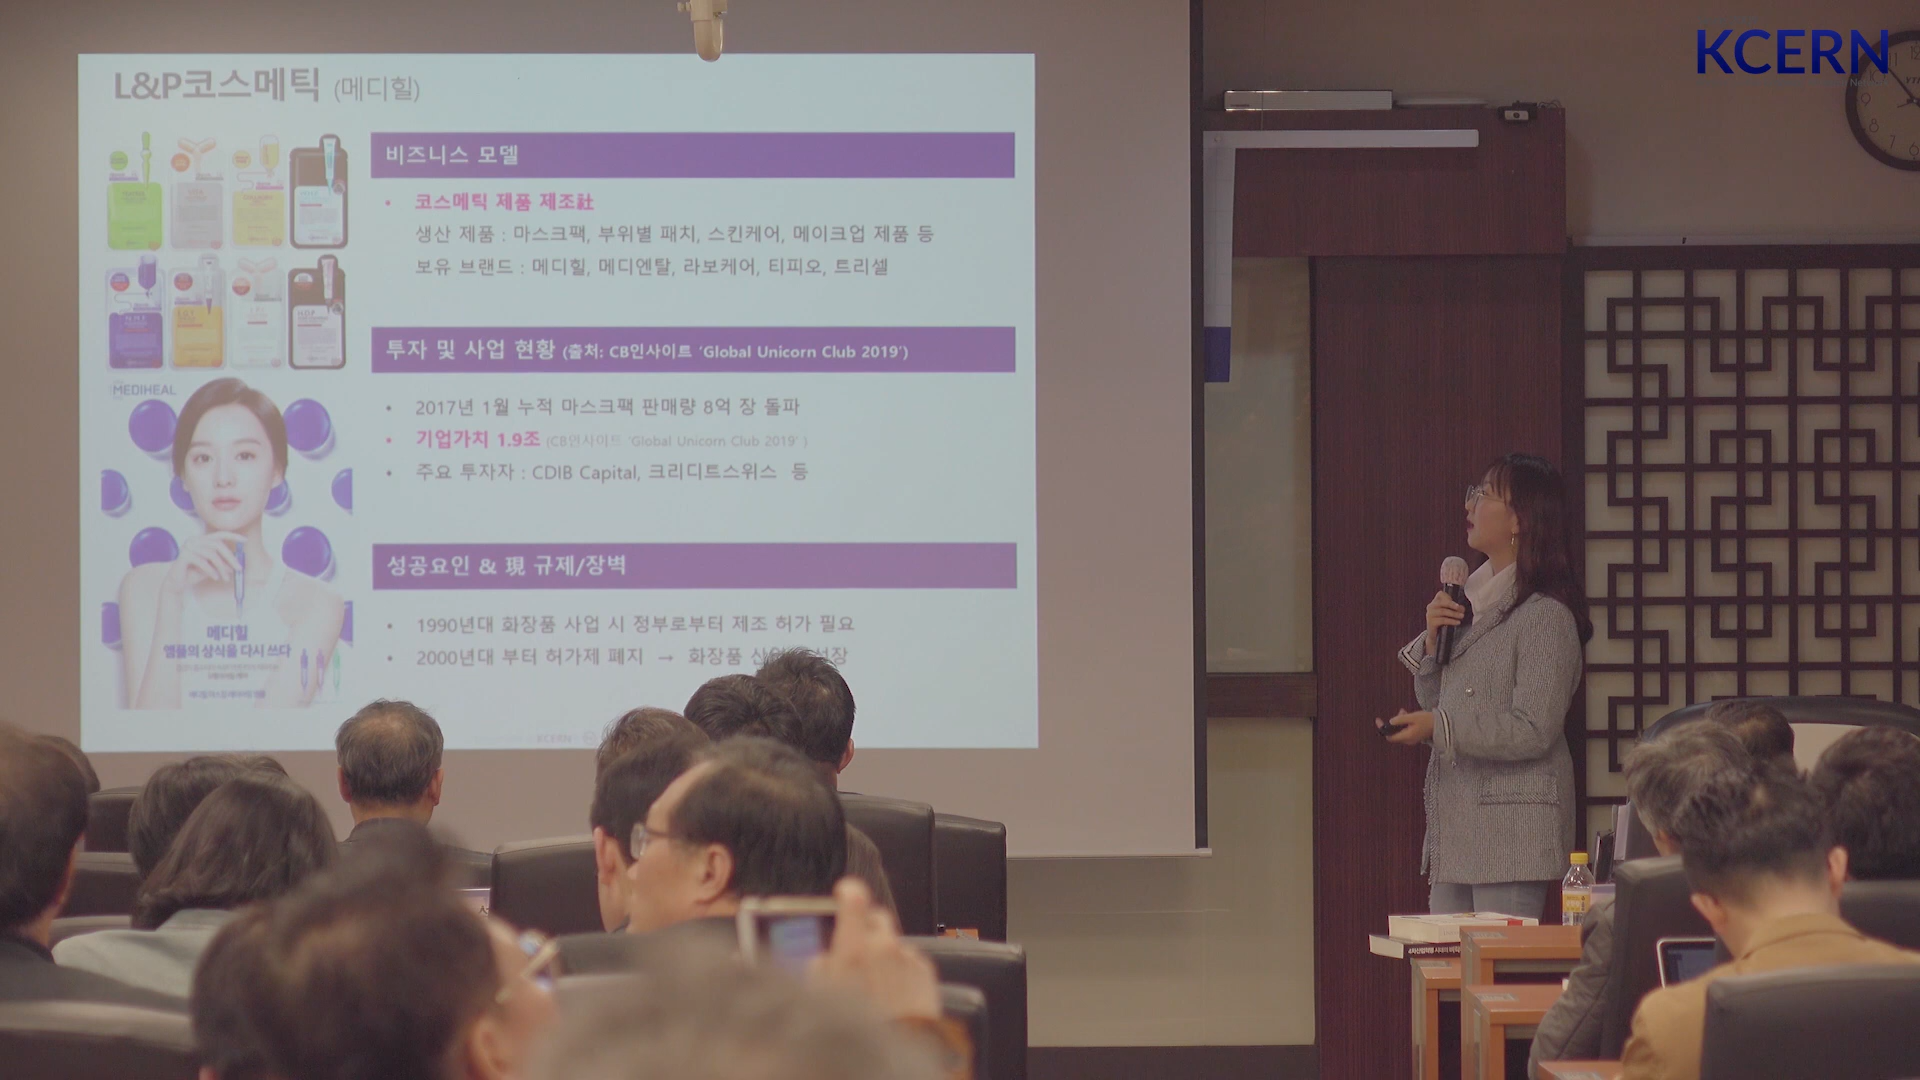 KCERN
L&P코스메틱 (메디힐)
비즈니스 모델
• 코스메틱 제품 제조社
생산 제품 : 마스크팩, 부위별 패치, 스킨케어, 메이크업 제품 등
보유 브랜드 : 메디힐, 메디엔탈, 라보케어, 티피오, 트리셀
투자 및 사업 현황 (출처: CB인사이트 ‘Global Unicorn Club 2019’)
• 2017년 1월 누적 마스크팩 판매량 8억 장 돌파
• 기업가치 1.9조 (CB인사이트 ‘Global Unicorn Club 2019’ )
• 주요 투자자 : CDIB Capital, 크리디트스위스 등
성공요인 & 現 규제/장벽
• 1990년대 화장품 사업 시 정부로부터 제조 허가 필요
• 2000년대 부터 허가제 폐지 → 화장품
MEDIHEAL
메디힐
앰플의 상식을 다시 쓰다
KCERN